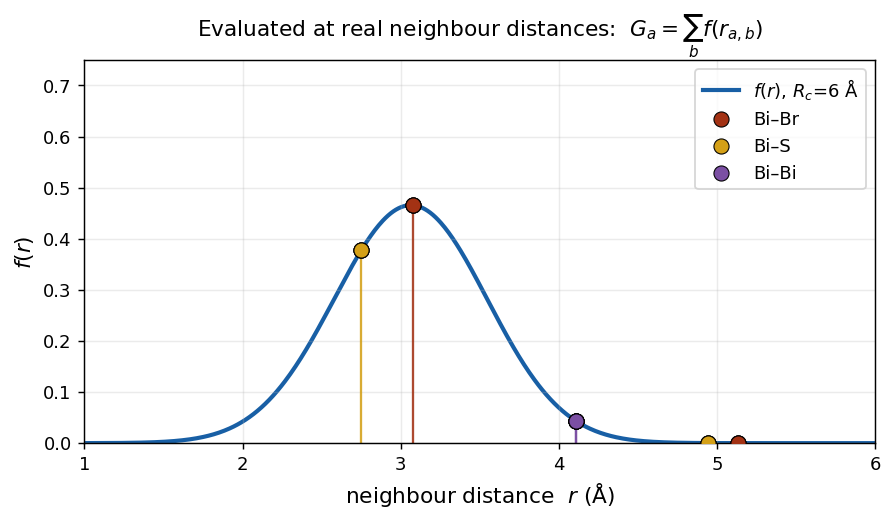 Evaluated at real neighbour distances: $G_a = \sum_b f(r_{a,b})$
f(r), R_c=6 Å
Bi–Br
Bi–S
Bi–Bi
f(r)
0.7
0.6
0.5
0.4
0.3
0.2
0.1
0.0
1 2 3 4 5 6
neighbour distance r (Å)